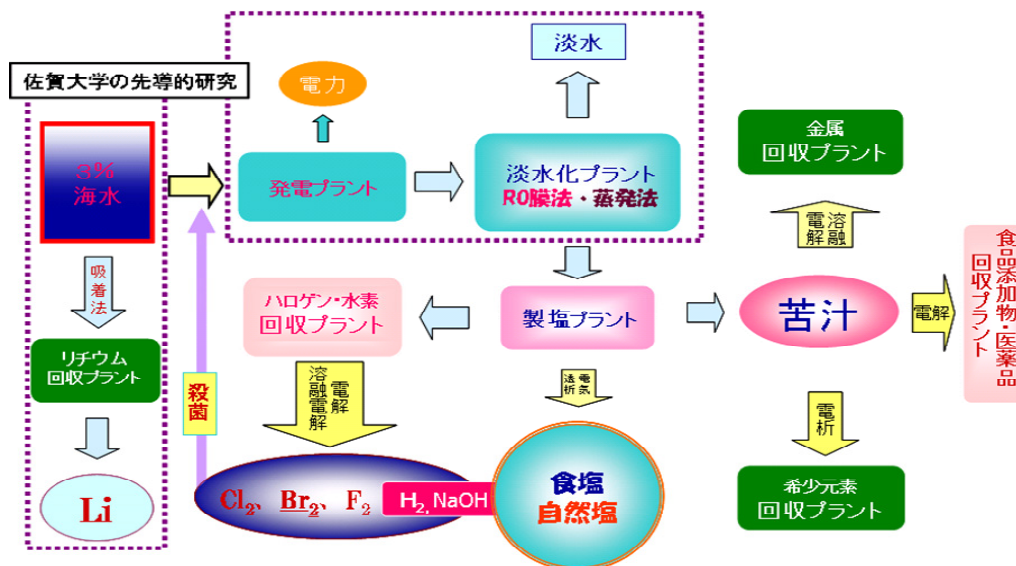 佐賀大学の先導的研究
3%
海水
吸着法
リチウム
回収プラント
Li
電力
発電プラント
淡水
淡水化プラント
RO膜法・蒸発法
殺菌
ハロゲン・水素
回収プラント
製塩プラント
電解
溶融電解
電気
透析
Cl₂、Br₂、F₂
H₂, NaOH
食塩
自然塩
金属
回収プラント
溶融
電解
苦汁
電解
食品添加物・医薬品
回収プラント
電析
希少元素
回収プラント